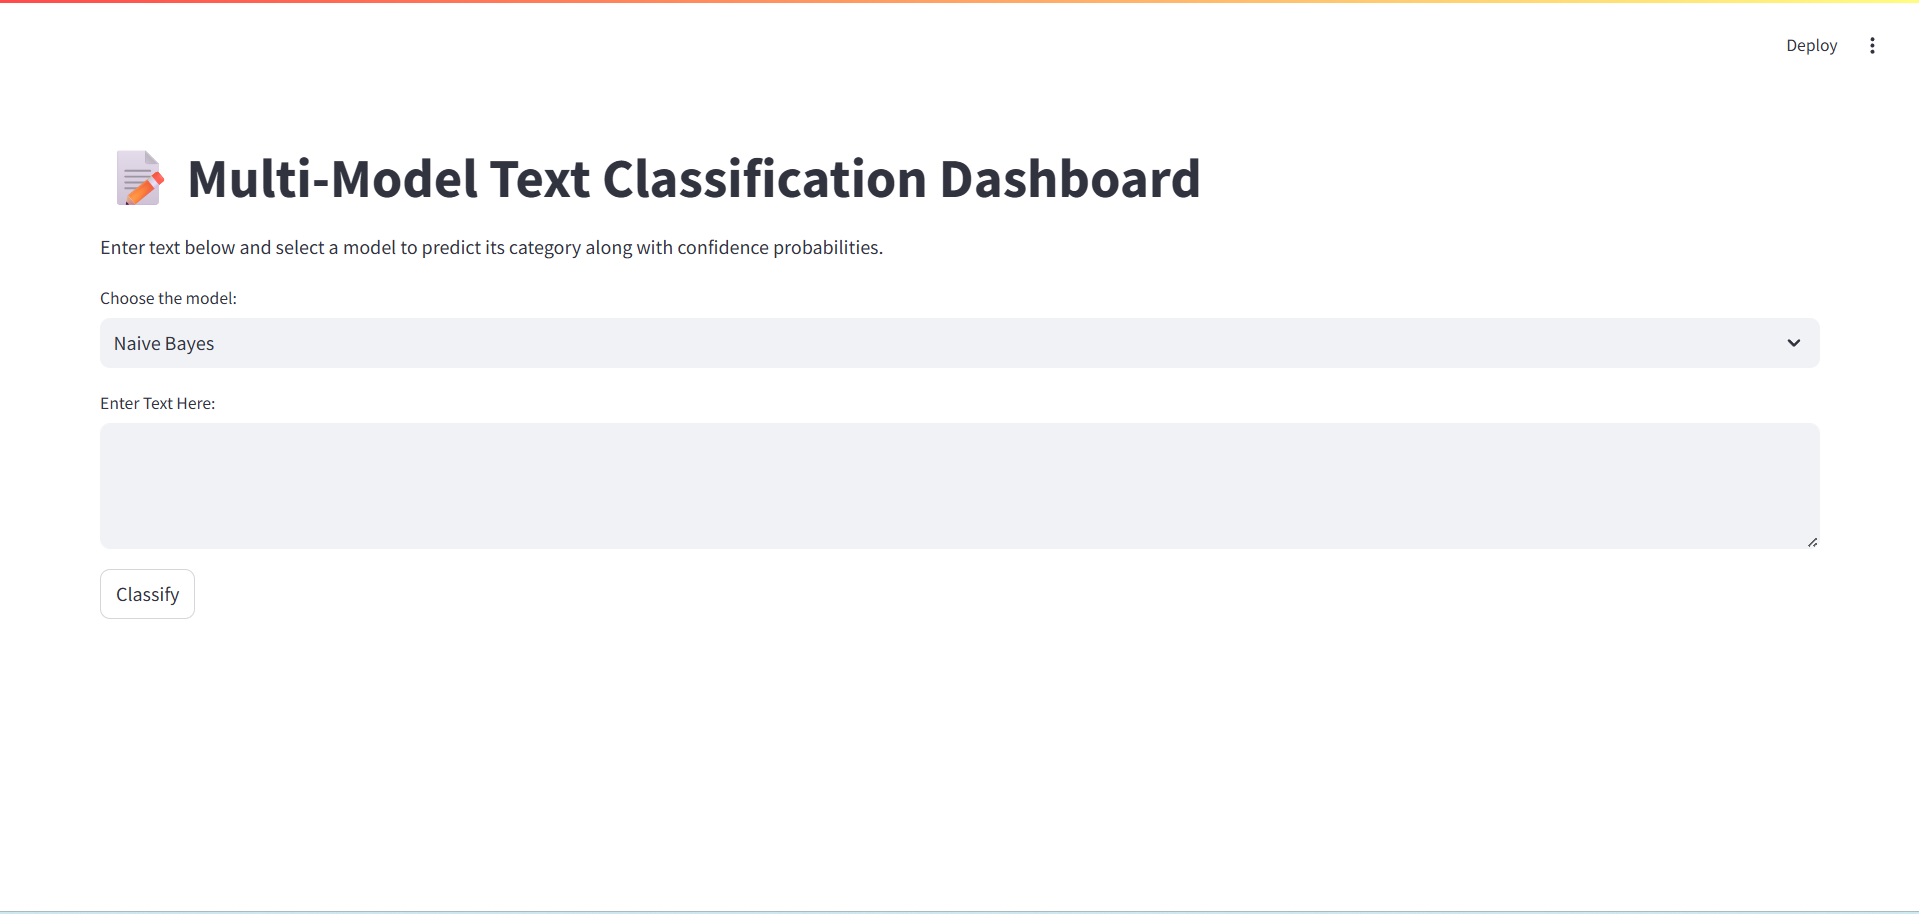 Deploy
Multi-Model Text Classification Dashboard
Enter text below and select a model to predict its category along with confidence probabilities.
Choose the model:
Naive Bayes
Enter Text Here:
Classify